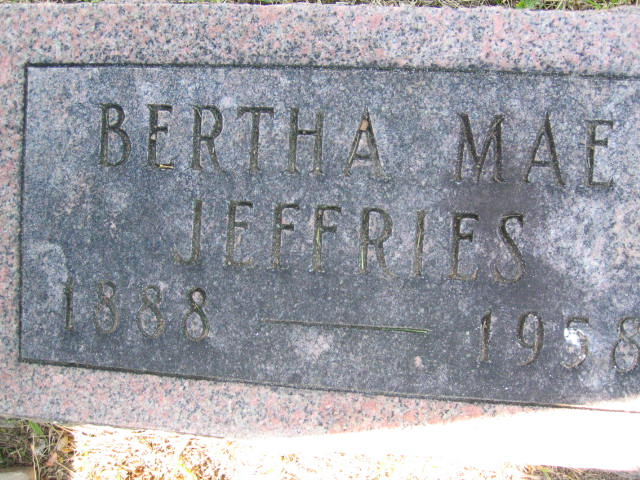 BERTHA MAE
JEFFRIES
1888 — 1958